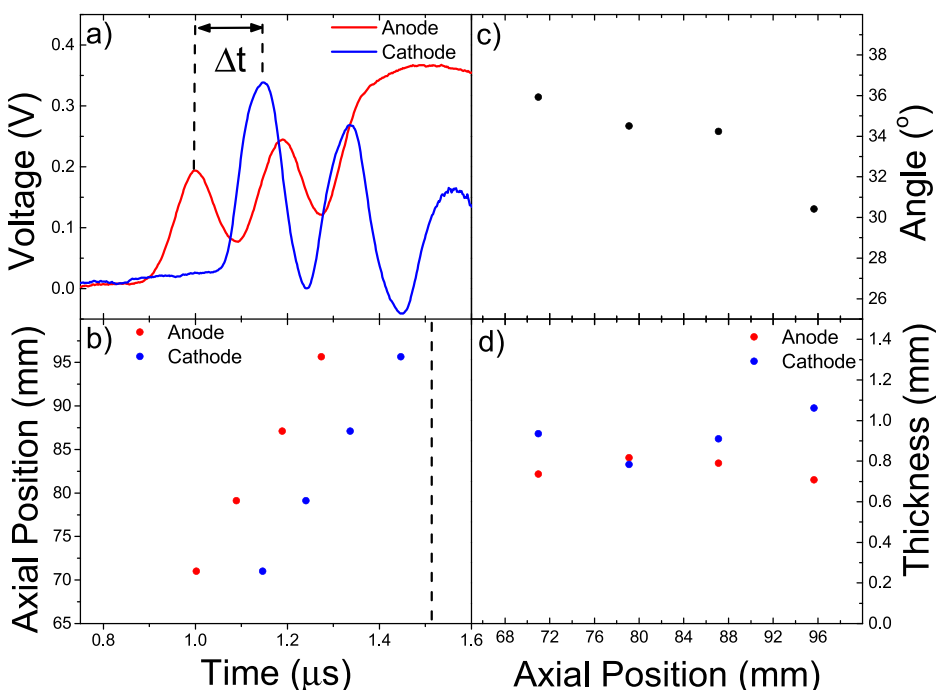 a)
Anode
Cathode
Δt
0.4
0.3
0.2
0.1
0.0
Voltage (V)
c)
38
36
34
32
30
28
26
Angle (°)
b)
Anode
Cathode
95
90
85
80
75
70
65
Axial Position (mm)
0.8
1.0
1.2
1.4
1.6
Time (μs)
d)
Anode
Cathode
1.4
1.2
1.0
0.8
0.6
0.4
0.2
0.0
Thickness (mm)
68
72
76
80
84
88
92
96
Axial Position (mm)